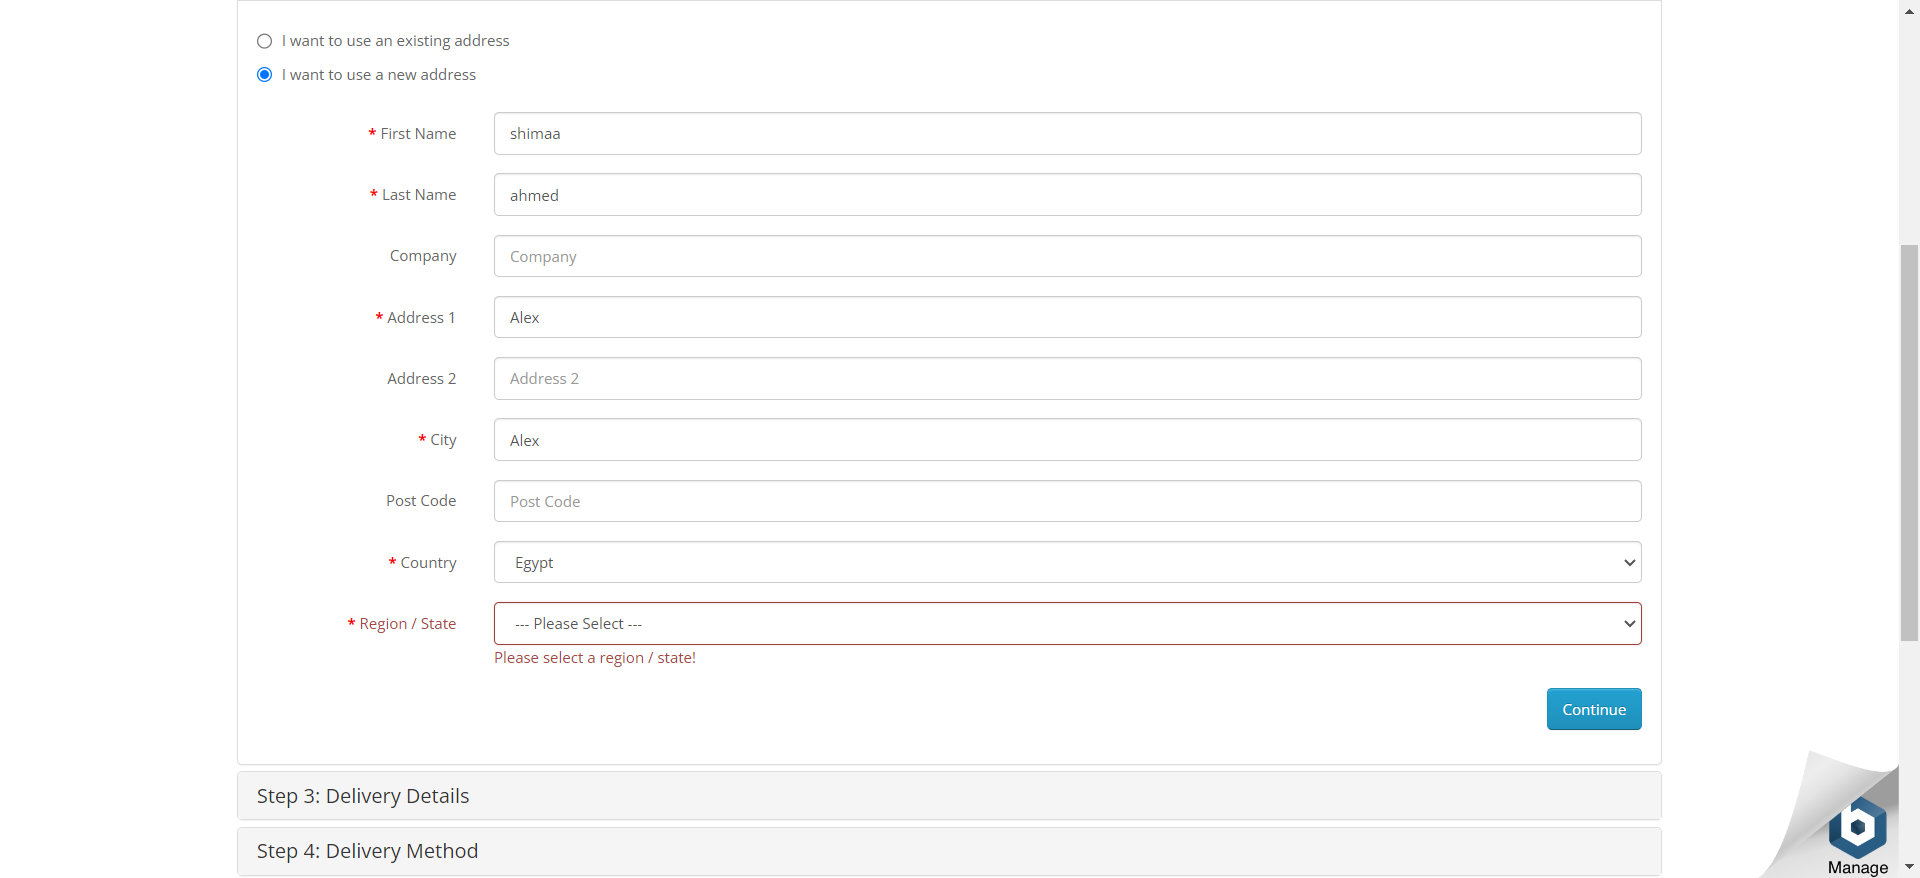 I want to use an existing address
I want to use a new address
* First Name
shimaa
* Last Name
ahmed
Company
Company
* Address 1
Alex
Address 2
Address 2
* City
Alex
Post Code
Post Code
* Country
Egypt
* Region / State
--- Please Select ---
Please select a region / state!
Continue
Step 3: Delivery Details
Step 4: Delivery Method
b
Manage